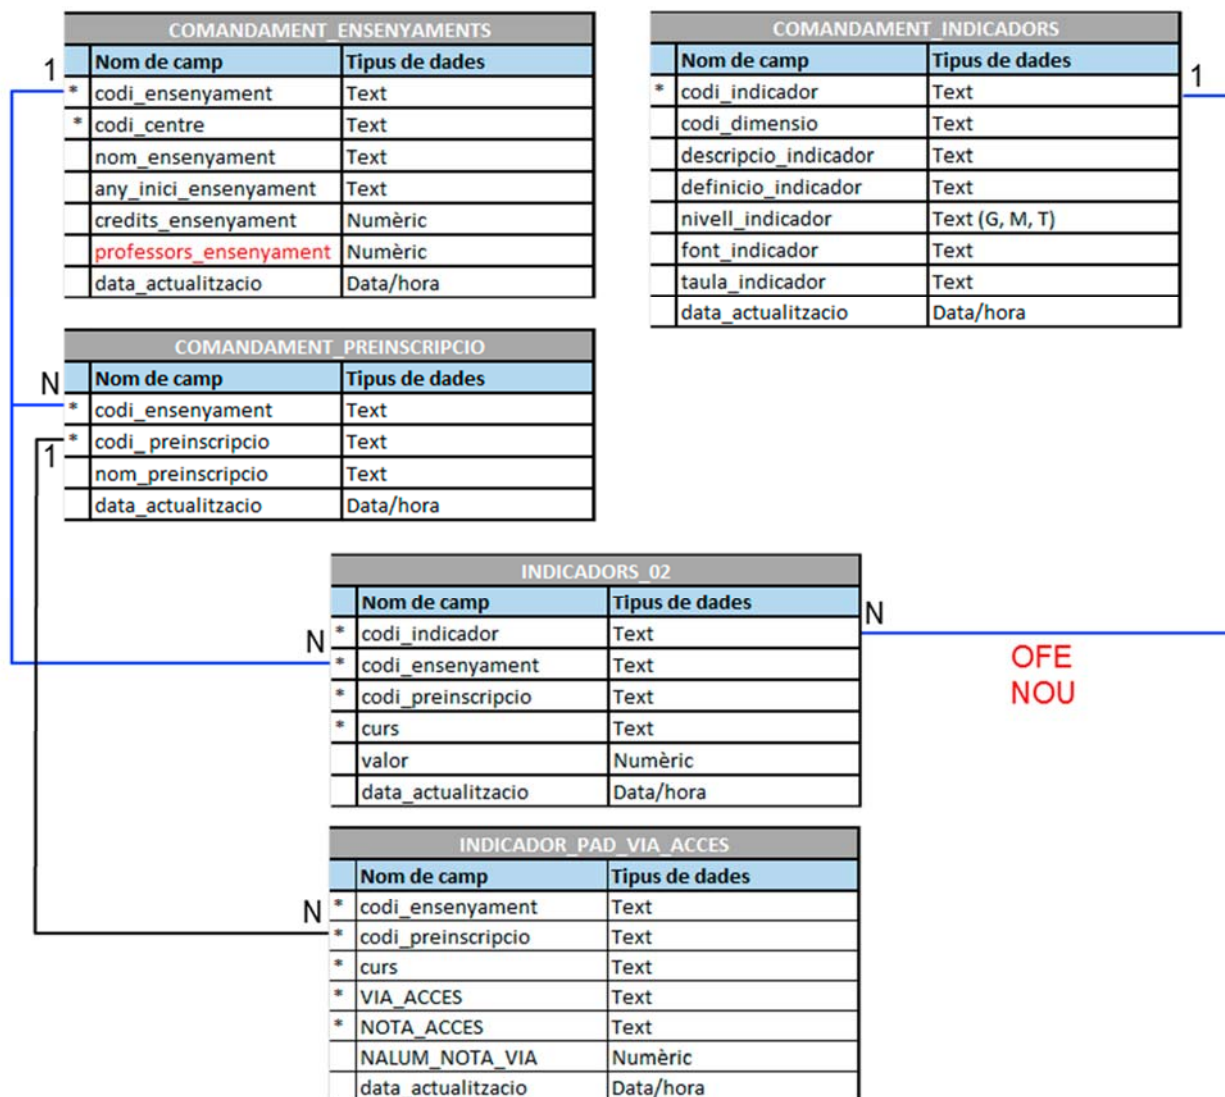 COMANDAMENT_ENSENYAMENTS
Nom de camp Tipus de dades
1
* codi_ensenyament Text
* codi_centre Text
nom_ensenyament Text
any_inici_ensenyament Text
credits_ensenyament Numèric
professors_ensenyament Numèric
data_actualitzacio Data/hora
COMANDAMENT_INDICADORS
Nom de camp Tipus de dades
1
* codi_indicador Text
codi_dimensio Text
descripcio_indicador Text
definicio_indicador Text
nivell_indicador Text (G, M, T)
font_indicador Text
taula_indicador Text
data_actualitzacio Data/hora
COMANDAMENT_PREINSCRIPCIO
N Nom de camp Tipus de dades
* codi_ensenyament Text
* codi_preinscripcio Text
1
nom_preinscripcio Text
data_actualitzacio Data/hora
INDICADORS_02
Nom de camp Tipus de dades
N
N * codi_indicador Text
* codi_ensenyament Text
* codi_preinscripcio Text
* curs Text
valor Numèric
data_actualitzacio Data/hora
OFE
NOU
INDICADOR_PAD_VIA_ACCES
Nom de camp Tipus de dades
N * codi_ensenyament Text
* codi_preinscripcio Text
* curs Text
* VIA_ACCES Text
* NOTA_ACCES Text
NALUM_NOTA_VIA Numèric
data_actualitzacio Data/hora